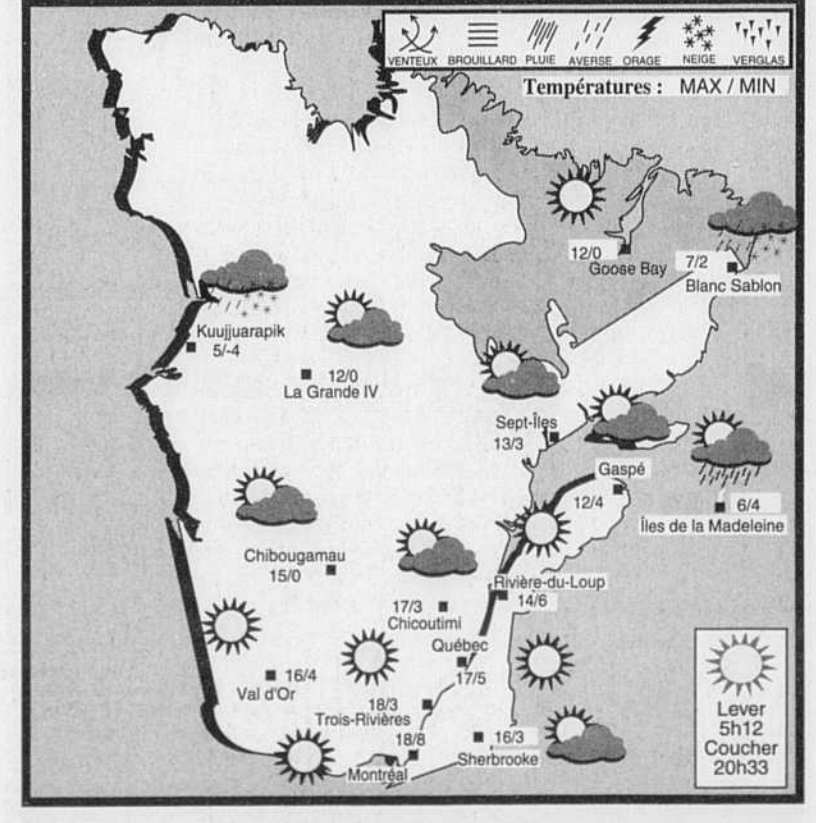 VENTEUX BROUILLARD PLUIE AVERSE ORAGE NEIGE VERGLAS
Températures : MAX / MIN
12/0
Goose Bay
7/2
Blanc Sablon
Kuujjuarapik
5/-4
12/0
La Grande IV
Sept-Îles
13/3
Gaspé
12/4
6/4
Îles de la Madeleine
Chibougamau
15/0
Rivière-du-Loup
14/6
17/3
Chicoutimi
Québec
17/5
16/4
Val d'Or
18/3
Trois-Rivières
18/8
Montréal
16/3
Sherbrooke
Lever
5h12
Coucher
20h33